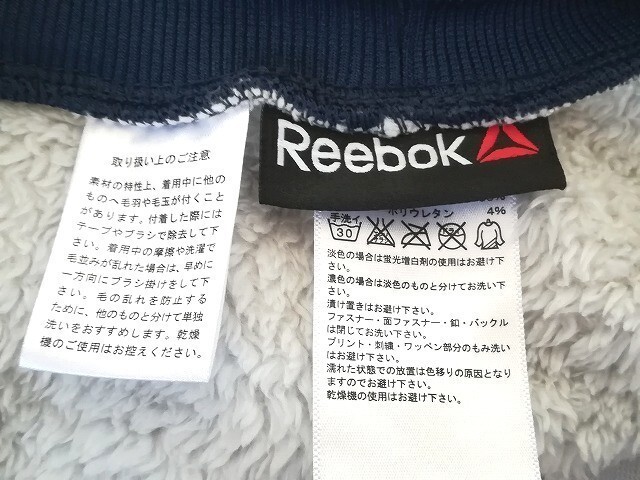 取り扱い上のご注意
素材の特性上、着用中に他の
ものへ毛羽や毛玉が付くこと
があります。付着した際には
テープやブラシで除去して下
さい。着用中の摩擦や洗濯で
毛並みが乱れた場合は、早めに
一方向にブラシ掛けをして下
さい。毛の乱れを防止する
ために、他のものと分けて単独
洗いをおすすめします。乾燥
機のご使用はお控えください。
Reebok
ポリウレタン 4%
手洗イ
30
淡色の場合は蛍光増白剤の使用はお避け下
さい。
濃色の場合は淡色のものと分けてお洗い下
さい。
漬け置きはお避け下さい。
ファスナー・面ファスナー・釦・バックル
は閉じてお洗い下さい。
プリント・刺繍・ワッペン部分のもみ洗い
はお避け下さい。
濡れた状態での放置は色移りの原因となり
ますのでお避け下さい。
乾燥機の使用はお避け下さい。